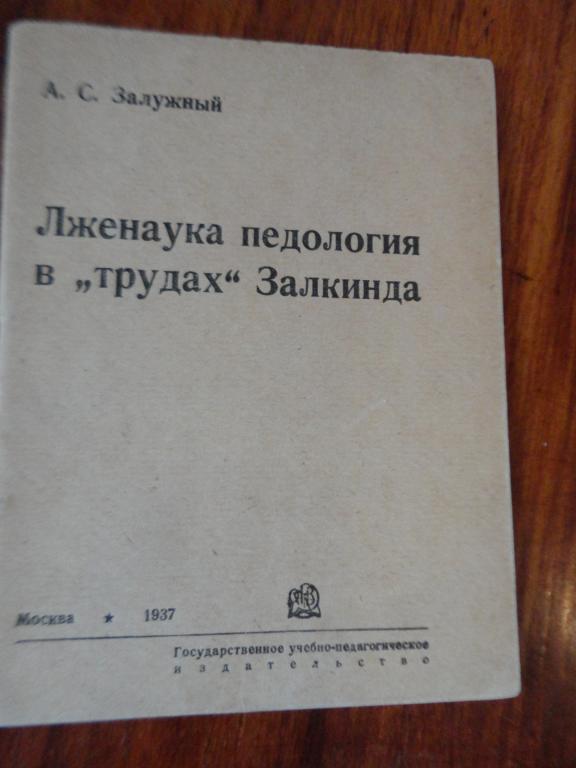 А. С. Залужный
Лженаука педология
в „трудах“ Залкинда
Москва ★ 1937
Государственное учебно-педагогическое
издательство